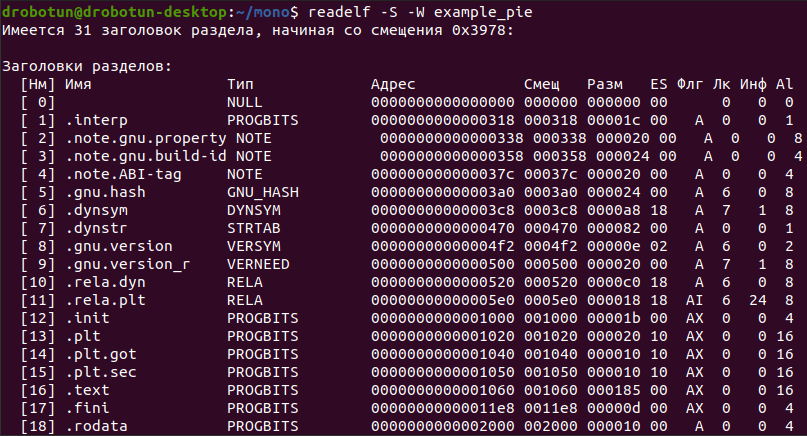 drobotun@drobotun-desktop:~/mono$ readelf -S -W example_pie
Имеется 31 заголовок раздела, начиная со смещения 0x3978:

Заголовки разделов:
  [Нм] Имя               Тип             Адрес            Смещ   Разм   ES Флг Лк Инф Al
  [ 0]                   NULL            0000000000000000 000000 000000 00      0   0  0
  [ 1] .interp           PROGBITS        0000000000000318 000318 00001c 00   A  0   0  1
  [ 2] .note.gnu.property NOTE            0000000000000338 000338 000020 00   A  0   0  8
  [ 3] .note.gnu.build-id NOTE            0000000000000358 000358 000024 00   A  0   0  4
  [ 4] .note.ABI-tag     NOTE            000000000000037c 00037c 000020 00   A  0   0  4
  [ 5] .gnu.hash         GNU_HASH        00000000000003a0 0003a0 000024 00   A  6   0  8
  [ 6] .dynsym           DYNSYM          00000000000003c8 0003c8 0000a8 18   A  7   1  8
  [ 7] .dynstr           STRTAB          0000000000000470 000470 000082 00   A  0   0  1
  [ 8] .gnu.version      VERSYM          00000000000004f2 0004f2 00000e 02   A  6   0  2
  [ 9] .gnu.version_r    VERNEED         0000000000000500 000500 000020 00   A  7   1  8
  [10] .rela.dyn         RELA            0000000000000520 000520 0000c0 18   A  6   0  8
  [11] .rela.plt         RELA            00000000000005e0 0005e0 000018 18  AI  6  24  8
  [12] .init             PROGBITS        0000000000001000 001000 00001b 00  AX  0   0  4
  [13] .plt              PROGBITS        0000000000001020 001020 000020 10  AX  0   0 16
  [14] .plt.got          PROGBITS        0000000000001040 001040 000010 10  AX  0   0 16
  [15] .plt.sec          PROGBITS        0000000000001050 001050 000010 10  AX  0   0 16
  [16] .text             PROGBITS        0000000000001060 001060 000185 00  AX  0   0 16
  [17] .fini             PROGBITS        00000000000011e8 0011e8 00000d 00  AX  0   0  4
  [18] .rodata           PROGBITS        0000000000002000 002000 000010 00   A  0   0  4